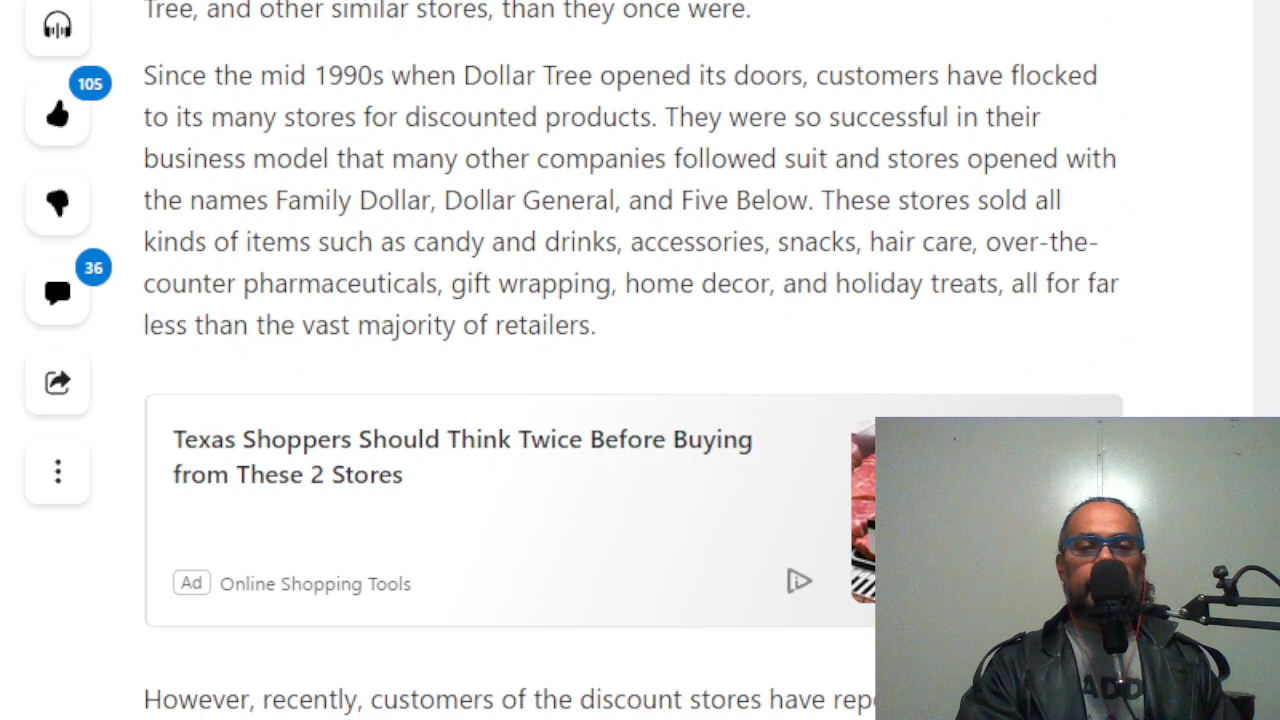 Tree, and other similar stores, than they once were.
105
Since the mid 1990s when Dollar Tree opened its doors, customers have flocked
to its many stores for discounted products. They were so successful in their
business model that many other companies followed suit and stores opened with
the names Family Dollar, Dollar General, and Five Below. These stores sold all
36
kinds of items such as candy and drinks, accessories, snacks, hair care, over-the-
counter pharmaceuticals, gift wrapping, home decor, and holiday treats, all for far
less than the vast majority of retailers.
Texas Shoppers Should Think Twice Before Buying
from These 2 Stores
Ad Online Shopping Tools
However, recently, customers of the discount stores have